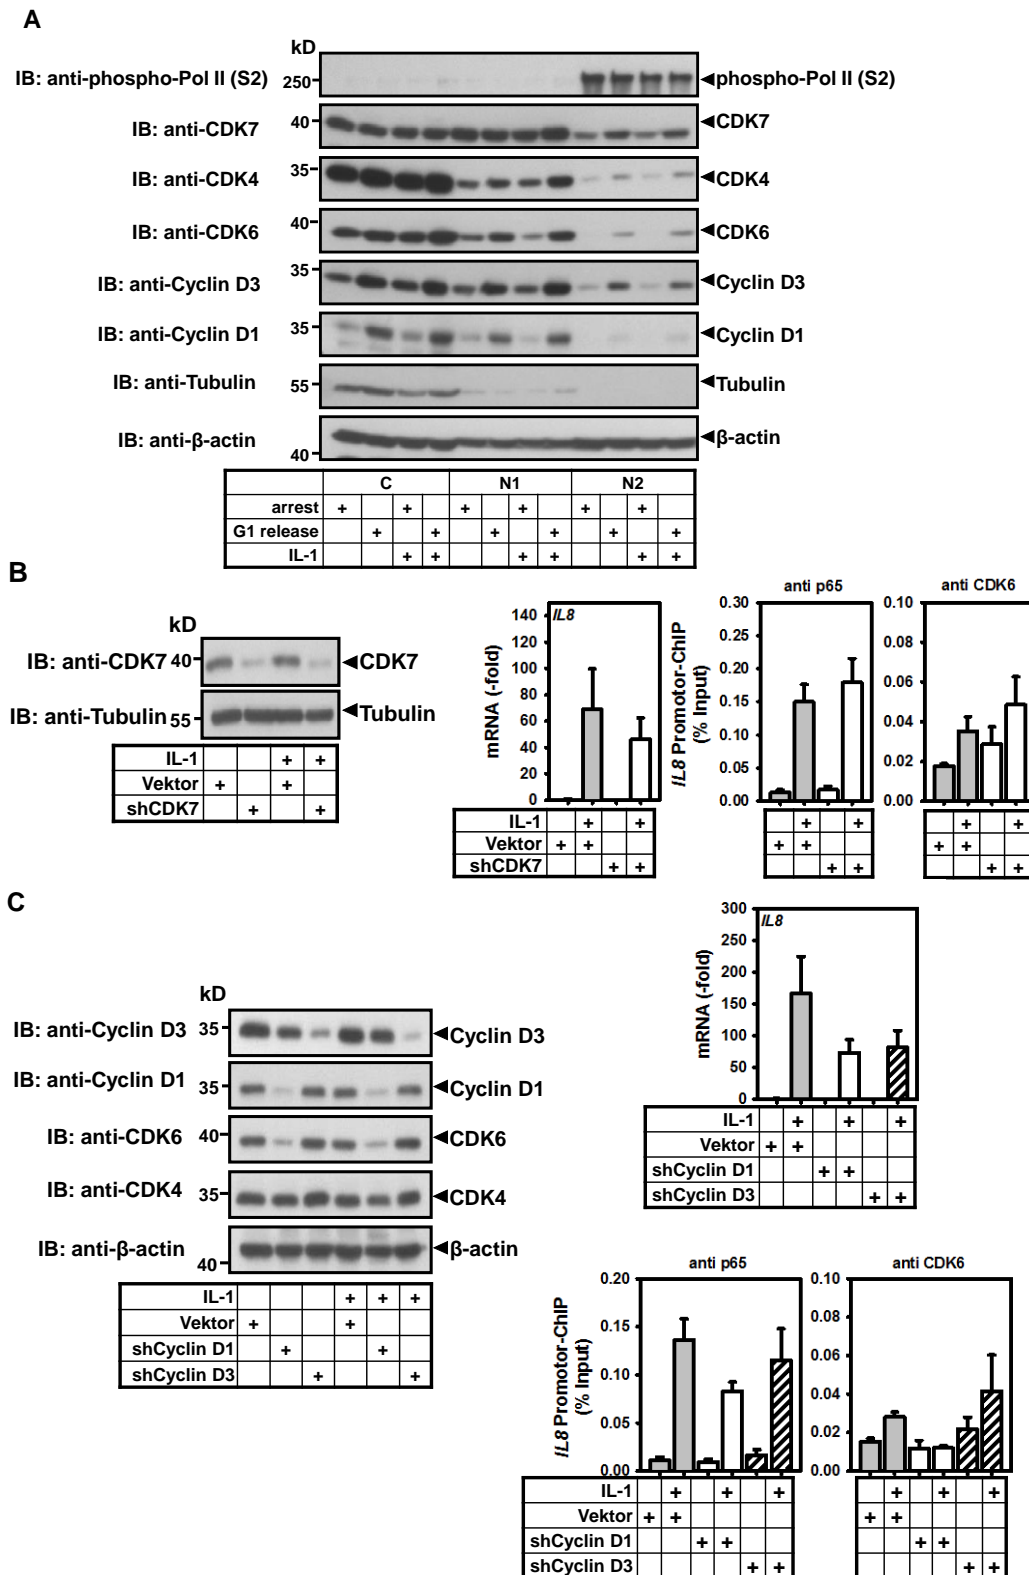 A
kD
IB: anti-phospho-Pol II (S2) 250 phospho-Pol II (S2)
IB: anti-CDK7 40 CDK7
IB: anti-CDK4 35 CDK4
IB: anti-CDK6 40 CDK6
IB: anti-Cyclin D3 35 Cyclin D3
IB: anti-Cyclin D1 35 Cyclin D1
IB: anti-Tubulin 55 Tubulin
IB: anti-β-actin 40 β-actin
C N1 N2
arrest + + + + + +
G1 release + + + + + +
IL-1 + + + + + +
B
kD
IB: anti-CDK7 40 CDK7
IB: anti-Tubulin 55 Tubulin
IL-1 + +
Vektor + +
shCDK7 + +
mRNA (-fold)
IL8
140
120
100
80
60
40
20
0
IL-1 + +
Vektor + +
shCDK7 + +
IL8 Promotor-ChIP
(% Input)
anti p65
0.30
0.25
0.20
0.15
0.10
0.05
0.00
+ +
+ +
+ +
anti CDK6
0.10
0.08
0.06
0.04
0.02
0.00
+ +
+ +
+ +
C
kD
IB: anti-Cyclin D3 35 Cyclin D3
IB: anti-Cyclin D1 35 Cyclin D1
IB: anti-CDK6 40 CDK6
IB: anti-CDK4 35 CDK4
IB: anti-β-actin 40 β-actin
IL-1 + + +
Vektor + +
shCyclin D1 + +
shCyclin D3 + +
mRNA (-fold)
IL8
300
250
200
150
100
50
0
IL-1 + + +
Vektor + +
shCyclin D1 + +
shCyclin D3 + +
IL8 Promotor-ChIP
(% Input)
anti p65
0.20
0.15
0.10
0.05
0.00
anti CDK6
0.10
0.08
0.06
0.04
0.02
0.00
IL-1 + + + + + +
Vektor + + + +
shCyclin D1 + + + +
shCyclin D3 + + + +